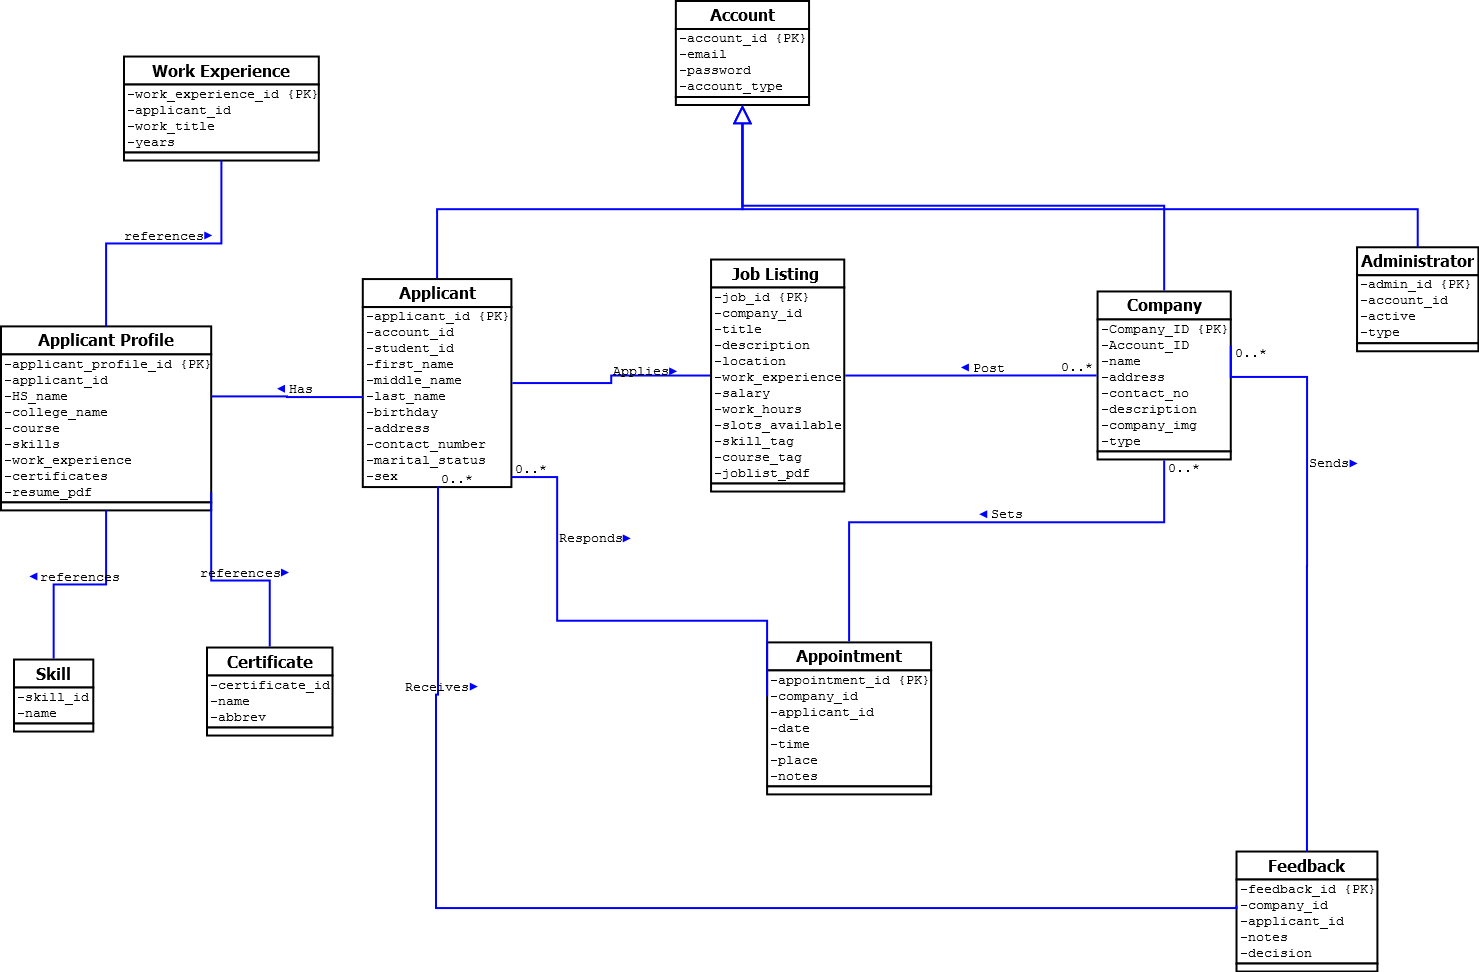 Account
-account_id {PK}
-email
-password
-account_type
Work Experience
-work_experience_id {PK}
-applicant_id
-work_title
-years
references►
Applicant Profile
-applicant_profile_id {PK}
-applicant_id
-HS_name
-college_name
-course
-skills
-work_experience
-certificates
-resume_pdf
◄ Has
Applicant
-applicant_id {PK}
-account_id
-student_id
-first_name
-middle_name
-last_name
-birthday
-address
-contact_number
-marital_status
-sex
0..*
0..*
Applies►
Job Listing
-job_id {PK}
-company_id
-title
-description
-location
-work_experience
-salary
-work_hours
-slots_available
-skill_tag
-course_tag
-joblist_pdf
◄ Post
0..*
Company
-Company_ID {PK}
-Account_ID
-name
-address
-contact_no
-description
-company_img
-type
0..*
0..*
Administrator
-admin_id {PK}
-account_id
-active
-type
Sends►
◄ Sets
Responds►
◄references
references►
Skill
-skill_id
-name
Certificate
-certificate_id
-name
-abbrev
Receives►
Appointment
-appointment_id {PK}
-company_id
-applicant_id
-date
-time
-place
-notes
Feedback
-feedback_id {PK}
-company_id
-applicant_id
-notes
-decision